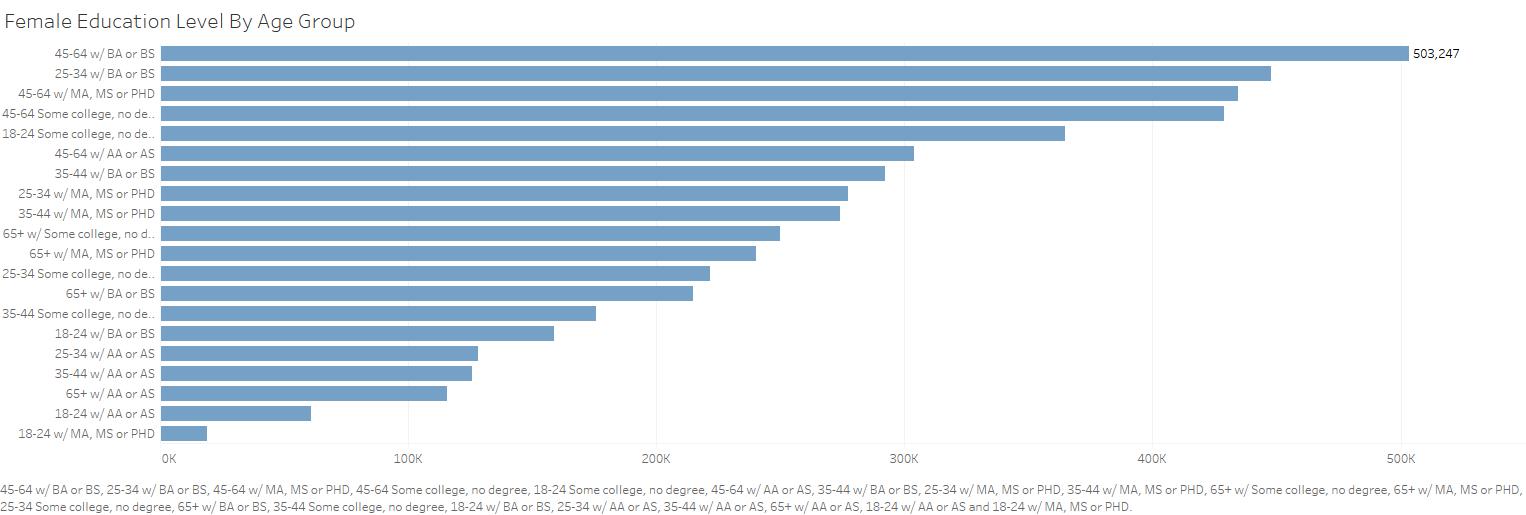 Female Education Level By Age Group
45-64 w/ BA or BS
503,247
25-34 w/ BA or BS
45-64 w/ MA, MS or PHD
45-64 Some college, no de..
18-24 Some college, no de..
45-64 w/ AA or AS
35-44 w/ BA or BS
25-34 w/ MA, MS or PHD
35-44 w/ MA, MS or PHD
65+ w/ Some college, no d..
65+ w/ MA, MS or PHD
25-34 Some college, no de..
65+ w/ BA or BS
35-44 Some college, no de..
18-24 w/ BA or BS
25-34 w/ AA or AS
35-44 w/ AA or AS
65+ w/ AA or AS
18-24 w/ AA or AS
18-24 w/ MA, MS or PHD
0K 100K 200K 300K 400K 500K
45-64 w/ BA or BS, 25-34 w/ BA or BS, 45-64 w/ MA, MS or PHD, 45-64 Some college, no degree, 18-24 Some college, no degree, 45-64 w/ AA or AS, 35-44 w/ BA or BS, 25-34 w/ MA, MS or PHD, 35-44 w/ MA, MS or PHD, 65+ w/ Some college, no degree, 65+ w/ MA, MS or PHD,
25-34 Some college, no degree, 65+ w/ BA or BS, 35-44 Some college, no degree, 18-24 w/ BA or BS, 25-34 w/ AA or AS, 35-44 w/ AA or AS, 65+ w/ AA or AS, 18-24 w/ AA or AS and 18-24 w/ MA, MS or PHD.